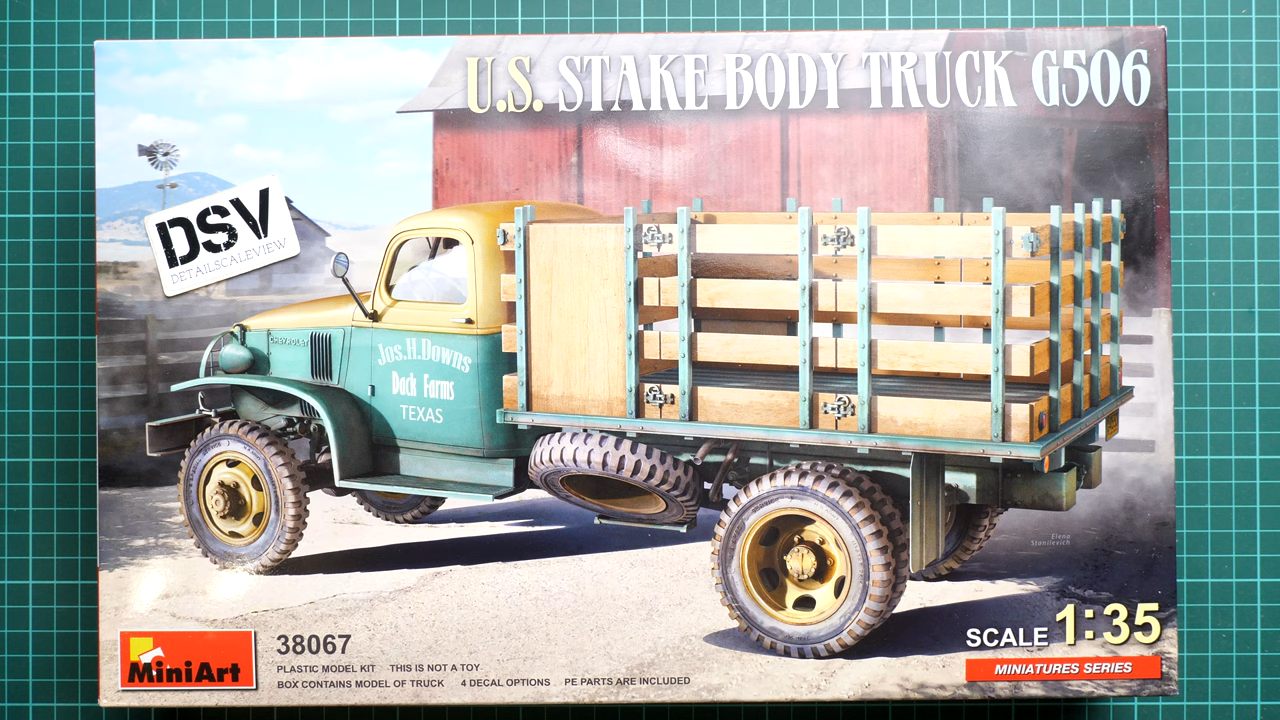 U.S. STAKE BODY TRUCK G506
DSV
DETAILSCALEVIEW
CHEVROLET
Jos.H.Downs
Duck Farms
TEXAS
Elena
Stanilevich
SCALE 1:35
MINIATURES SERIES
MiniArt
38067
PLASTIC MODEL KIT THIS IS NOT A TOY
BOX CONTAINS MODEL OF TRUCK 4 DECAL OPTIONS PE PARTS ARE INCLUDED